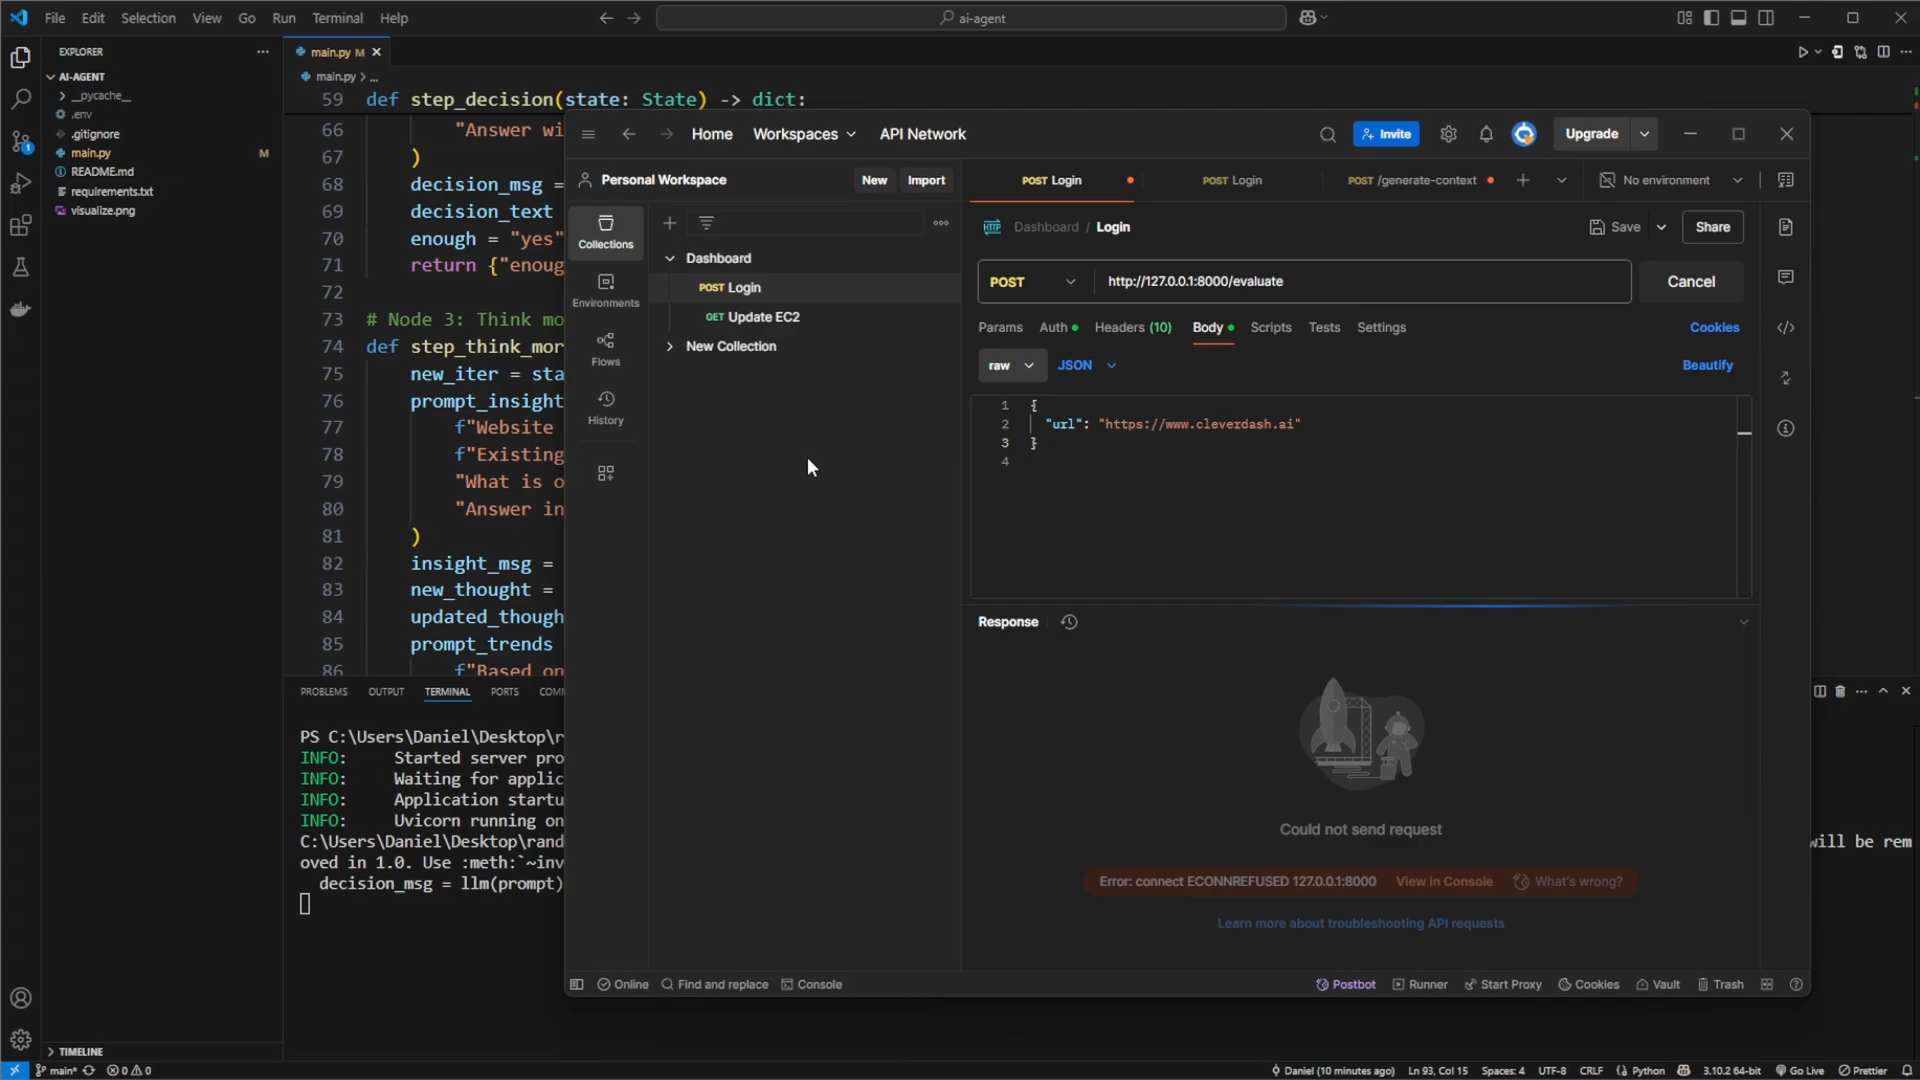 File Edit Selection View Go Run Terminal Help
ai-agent
EXPLORER
AI-AGENT
__pycache__
.env
.gitignore
main.py M
README.md
requirements.txt
visualize.png
TIMELINE
main.py M
main.py > ...
59 def step_decision(state: State) -> dict:
66 "Answer wi
67 )
68 decision_msg =
69 decision_text
70 enough = "yes"
71 return {"enoug
72
73 # Node 3: Think mo
74 def step_think_mor
75 new_iter = sta
76 prompt_insight
77 f"Website
78 f"Existing
79 "What is o
80 "Answer in
81 )
82 insight_msg =
83 new_thought =
84 updated_though
85 prompt_trends
86 f"Based on
PROBLEMS OUTPUT TERMINAL PORTS COM
PS C:\Users\Daniel\Desktop\r
INFO: Started server pro
INFO: Waiting for applic
INFO: Application startu
INFO: Uvicorn running on
C:\Users\Daniel\Desktop\rand
will be rem
oved in 1.0. Use :meth:`~inv
decision_msg = llm(prompt)
Home Workspaces API Network
Invite
Upgrade
Personal Workspace
New Import
Collections
Environments
Flows
History
Dashboard
POST Login
GET Update EC2
New Collection
POST Login
POST Login
POST /generate-context
No environment
HTTP Dashboard / Login
Save
Share
POST http://127.0.0.1:8000/evaluate
Cancel
Params Auth Headers (10) Body Scripts Tests Settings
Cookies
raw JSON
Beautify
1 {
2 "url": "https://www.cleverdash.ai"
3 }
4
Response
Could not send request
Error: connect ECONNREFUSED 127.0.0.1:8000 View in Console What's wrong?
Learn more about troubleshooting API requests
Online Find and replace Console
Postbot Runner Start Proxy Cookies Vault Trash
main* 0 0
Daniel (10 minutes ago) Ln 93, Col 15 Spaces: 4 UTF-8 CRLF Python 3.10.2 64-bit Go Live Prettier